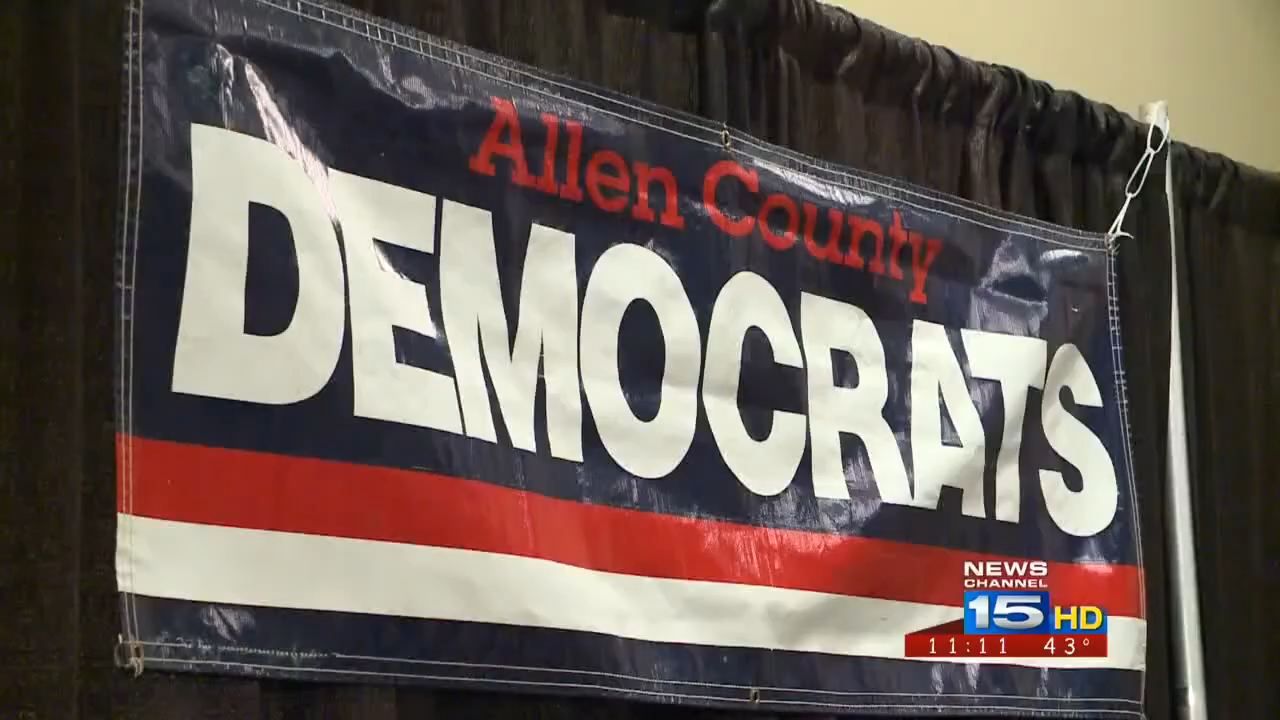 Allen County
DEMOCRATS
NEWS
CHANNEL
15 HD
11:11 43°